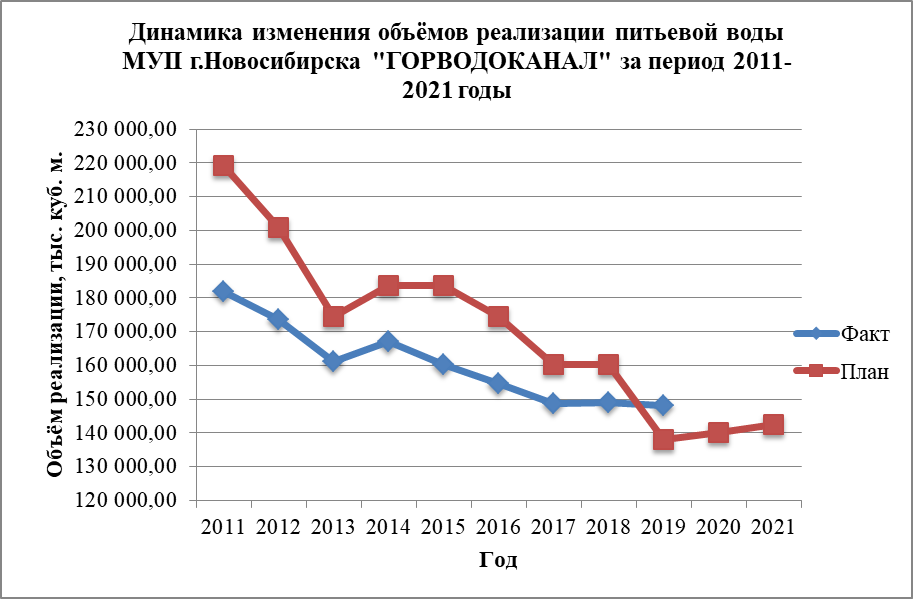 Динамика изменения объёмов реализации питьевой воды
МУП г.Новосибирска "ГОРВОДОКАНАЛ" за период 2011-
2021 годы
Объём реализации, тыс. куб. м.
230 000,00
220 000,00
210 000,00
200 000,00
190 000,00
180 000,00
170 000,00
160 000,00
150 000,00
140 000,00
130 000,00
120 000,00
2011 2012 2013 2014 2015 2016 2017 2018 2019 2020 2021
Год
Факт
План